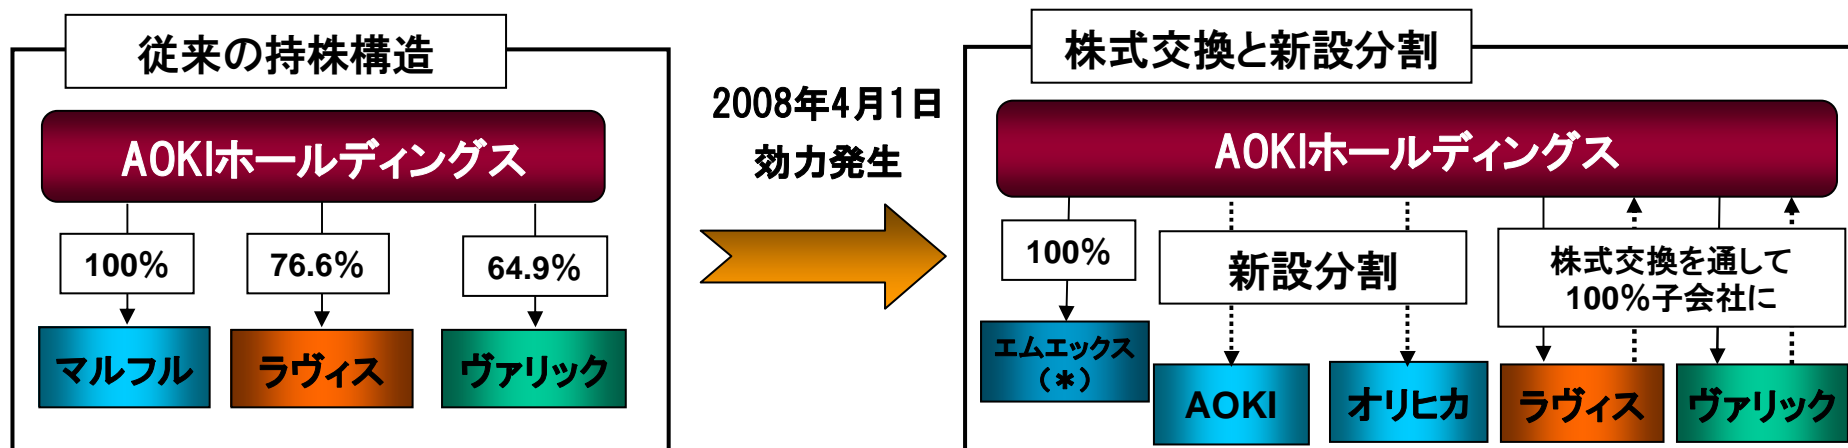 従来の持株構造
AOKIホールディングス
100%
76.6%
64.9%
マルフル
ラヴィス
ヴァリック
2008年4月1日
効力発生
株式交換と新設分割
AOKIホールディングス
100%
新設分割
株式交換を通して
100%子会社に
エムエックス
(*)
AOKI
オリヒカ
ラヴィス
ヴァリック